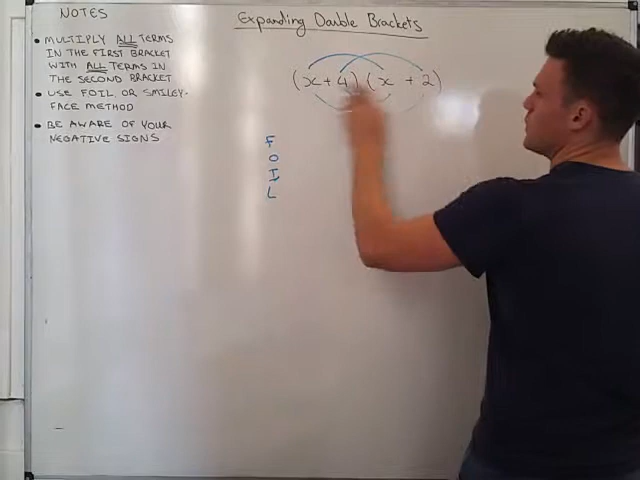 NOTES
Expanding Double Brackets
• MULTIPLY ALL TERMS
IN THE FIRST BRACKET
WITH ALL TERMS IN
THE SECOND BRACKET
• USE FOIL OR SMILEY-
FACE METHOD
• BE AWARE OF YOUR
NEGATIVE SIGNS
(x+4)(x+2)
F
O
I
L